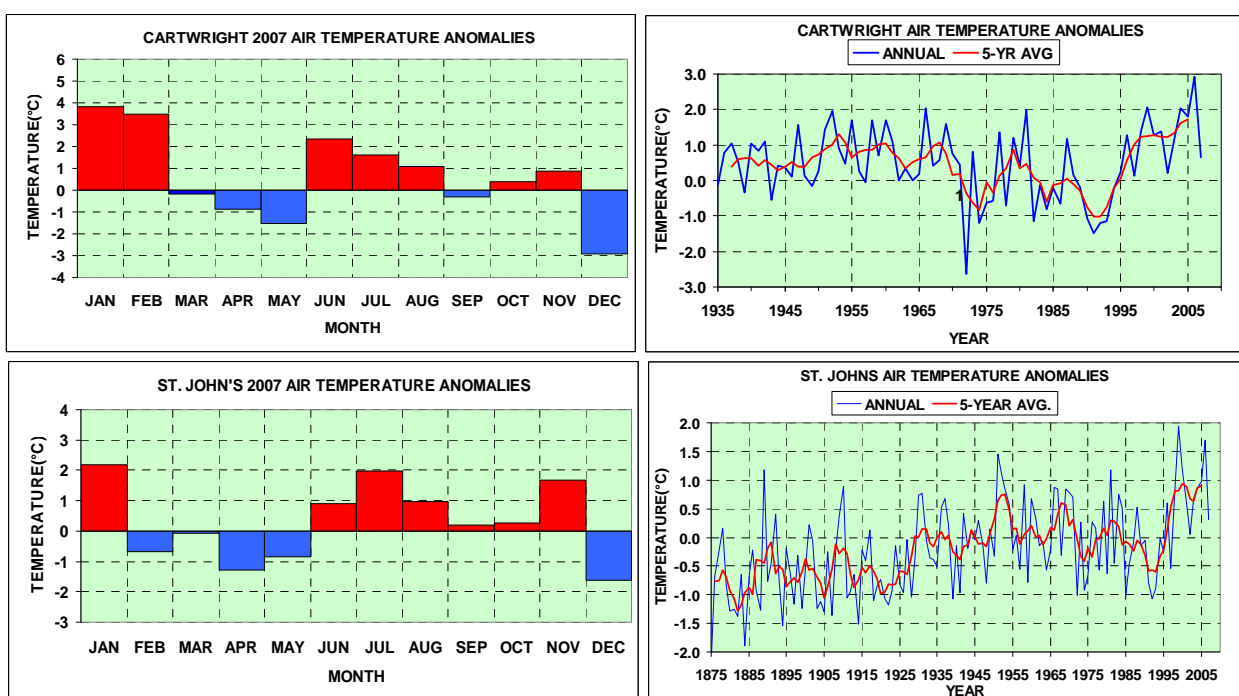 CARTWRIGHT 2007 AIR TEMPERATURE ANOMALIES
TEMPERATURE(°C)
6
5
4
3
2
1
0
-1
-2
-3
-4
JAN FEB MAR APR MAY JUN JUL AUG SEP OCT NOV DEC
MONTH
CARTWRIGHT AIR TEMPERATURE ANOMALIES
ANNUAL 5-YR AVG
TEMPERATURE(°C)
3.0
2.0
1.0
0.0
-1.0
-2.0
-3.0
1
1935 1945 1955 1965 1975 1985 1995 2005
YEAR
ST. JOHN'S 2007 AIR TEMPERATURE ANOMALIES
TEMPERATURE(°C)
4
3
2
1
0
-1
-2
-3
JAN FEB MAR APR MAY JUN JUL AUG SEP OCT NOV DEC
MONTH
ST. JOHNS AIR TEMPERATURE ANOMALIES
ANNUAL 5-YEAR AVG.
TEMPERATURE(°C)
2.0
1.5
1.0
0.5
0.0
-0.5
-1.0
-1.5
-2.0
1875 1885 1895 1905 1915 1925 1935 1945 1955 1965 1975 1985 1995 2005
YEAR